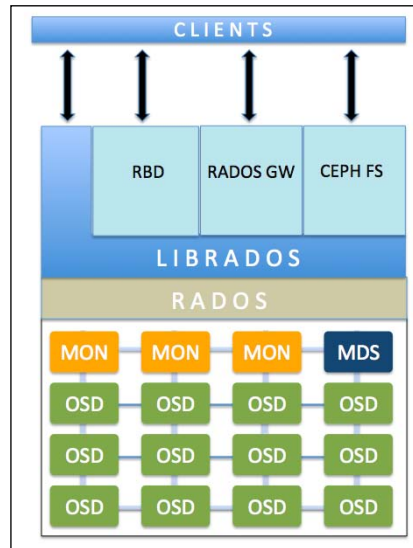 CLIENTS
RBD RADOS GW CEPH FS
LIBRADOS
RADOS
MON MON MON MDS
OSD OSD OSD OSD
OSD OSD OSD OSD
OSD OSD OSD OSD